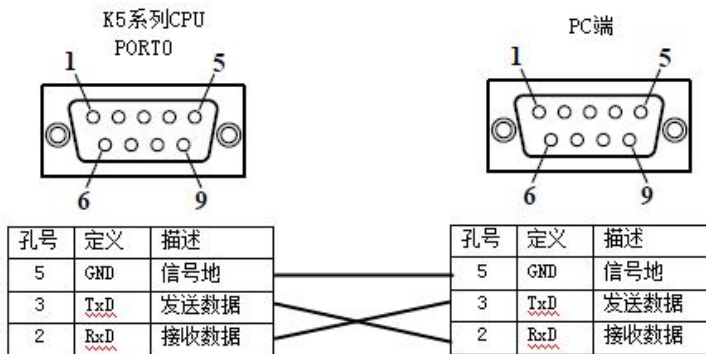 K5系列CPU
PORT0
1
5
6
9
孔号 定义 描述
5 GND 信号地
3 TxD 发送数据
2 RxD 接收数据
PC端
1
5
6
9
孔号 定义 描述
5 GND 信号地
3 TxD 发送数据
2 RxD 接收数据